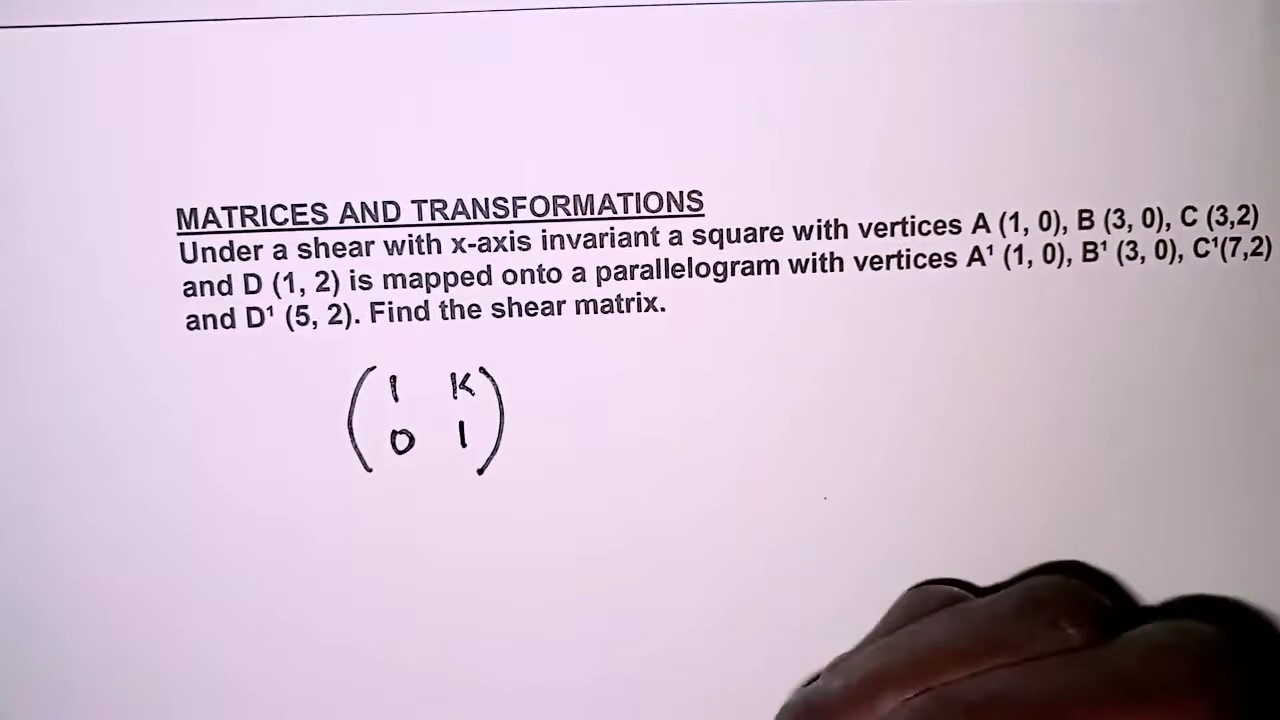 MATRICES AND TRANSFORMATIONS
Under a shear with x-axis invariant a square with vertices A (1, 0), B (3, 0), C (3,2)
and D (1, 2) is mapped onto a parallelogram with vertices A¹ (1, 0), B¹ (3, 0), C¹(7,2)
and D¹ (5, 2). Find the shear matrix.
1 K
0 1